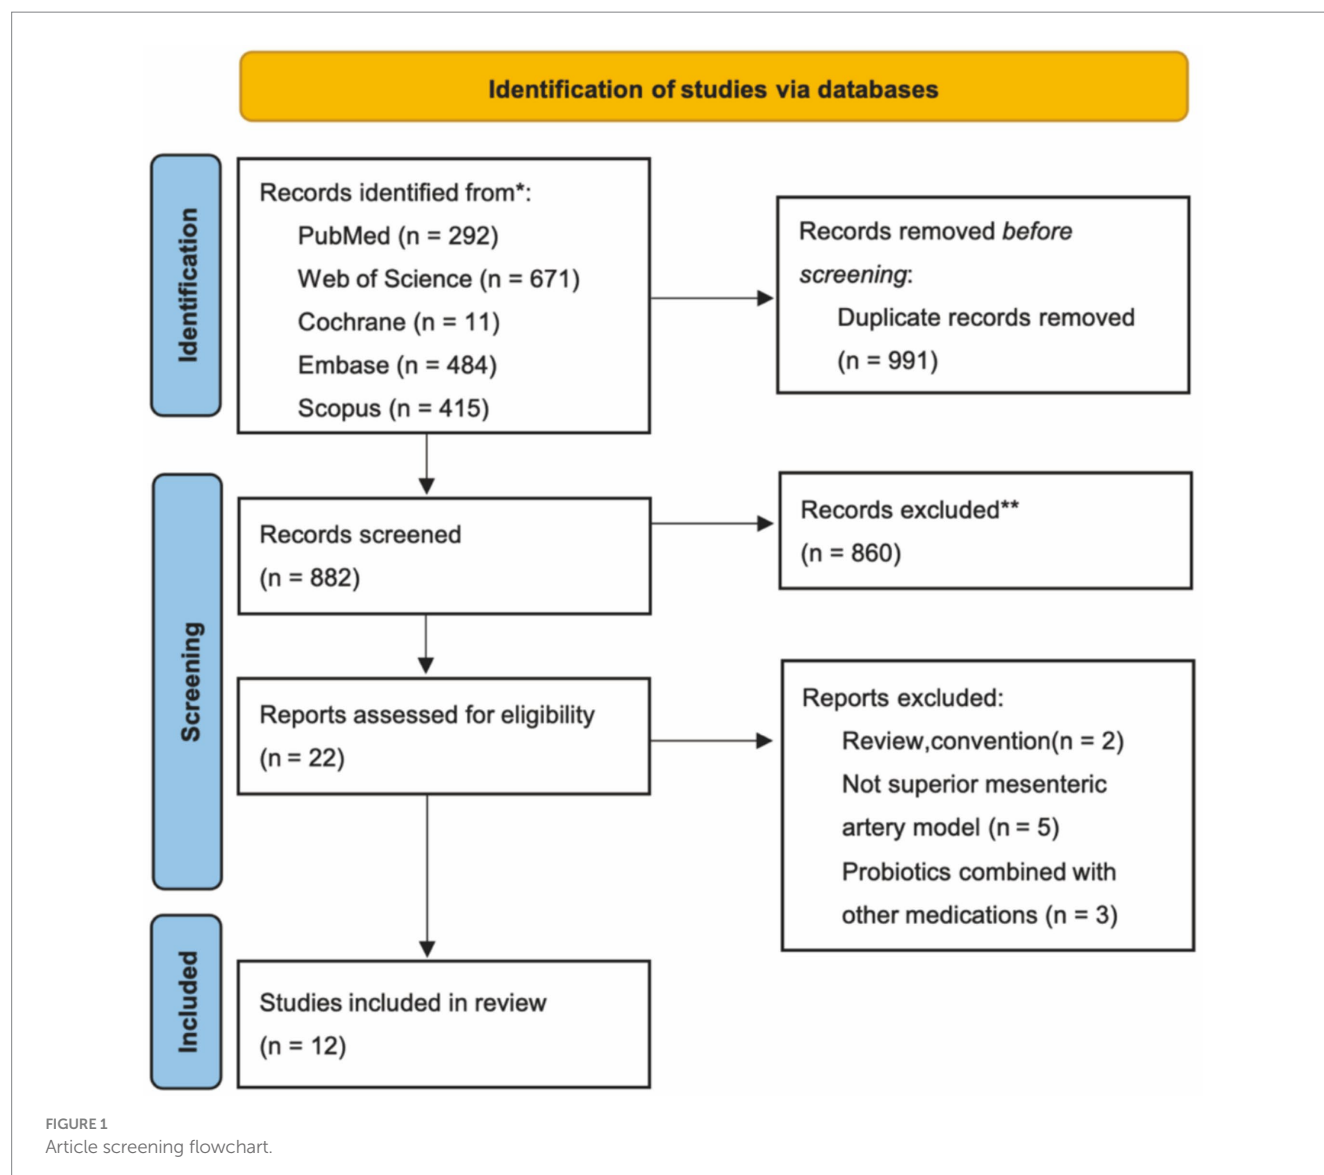 Identification of studies via databases
Identification
Records identified from*:
PubMed (n = 292)
Web of Science (n = 671)
Cochrane (n = 11)
Embase (n = 484)
Scopus (n = 415)
Records removed before
screening:
Duplicate records removed
(n = 991)
Screening
Records screened
(n = 882)
Records excluded**
(n = 860)
Reports assessed for eligibility
(n = 22)
Reports excluded:
Review,convention(n = 2)
Not superior mesenteric
artery model (n = 5)
Probiotics combined with
other medications (n = 3)
Included
Studies included in review
(n = 12)
FIGURE 1
Article screening flowchart.